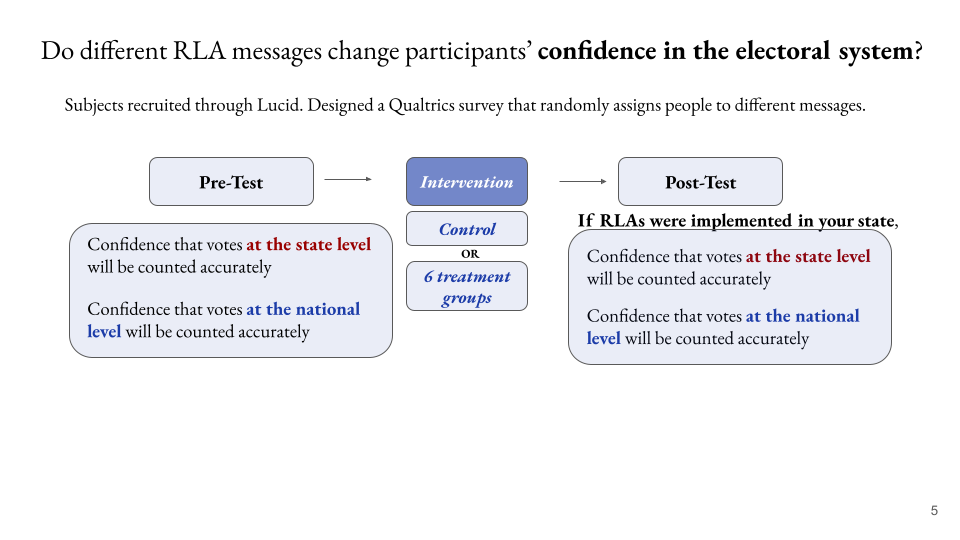 Do different RLA messages change participants’ confidence in the electoral system?
Subjects recruited through Lucid. Designed a Qualtrics survey that randomly assigns people to different messages.
Pre-Test
Confidence that votes at the state level
will be counted accurately
Confidence that votes at the national
level will be counted accurately
Intervention
Control
OR
6 treatment
groups
Post-Test
If RLAs were implemented in your state,
Confidence that votes at the state level
will be counted accurately
Confidence that votes at the national
level will be counted accurately
5